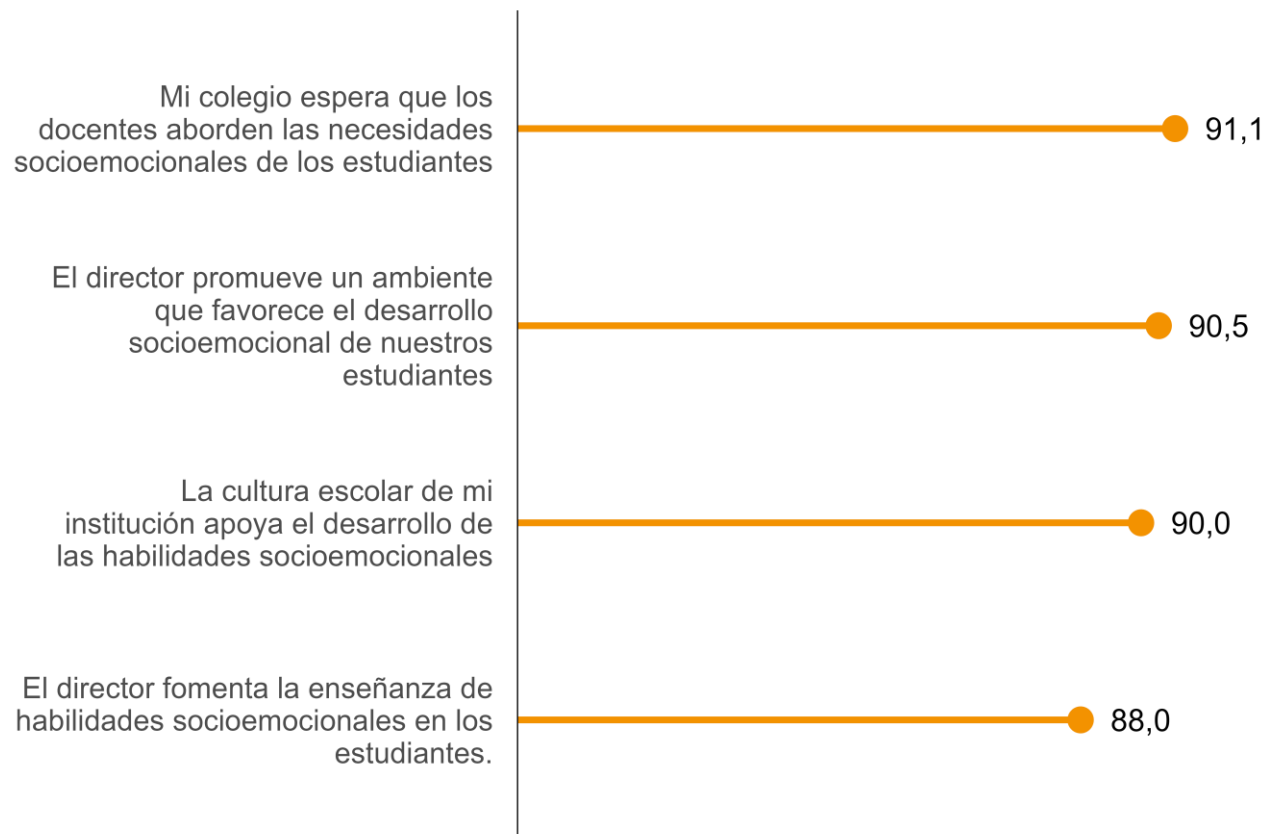 Mi colegio espera que los
docentes aborden las necesidades
socioemocionales de los estudiantes
91,1
El director promueve un ambiente
que favorece el desarrollo
socioemocional de nuestros
estudiantes
90,5
La cultura escolar de mi
institución apoya el desarrollo de
las habilidades socioemocionales
90,0
El director fomenta la enseñanza de
habilidades socioemocionales en los
estudiantes.
88,0